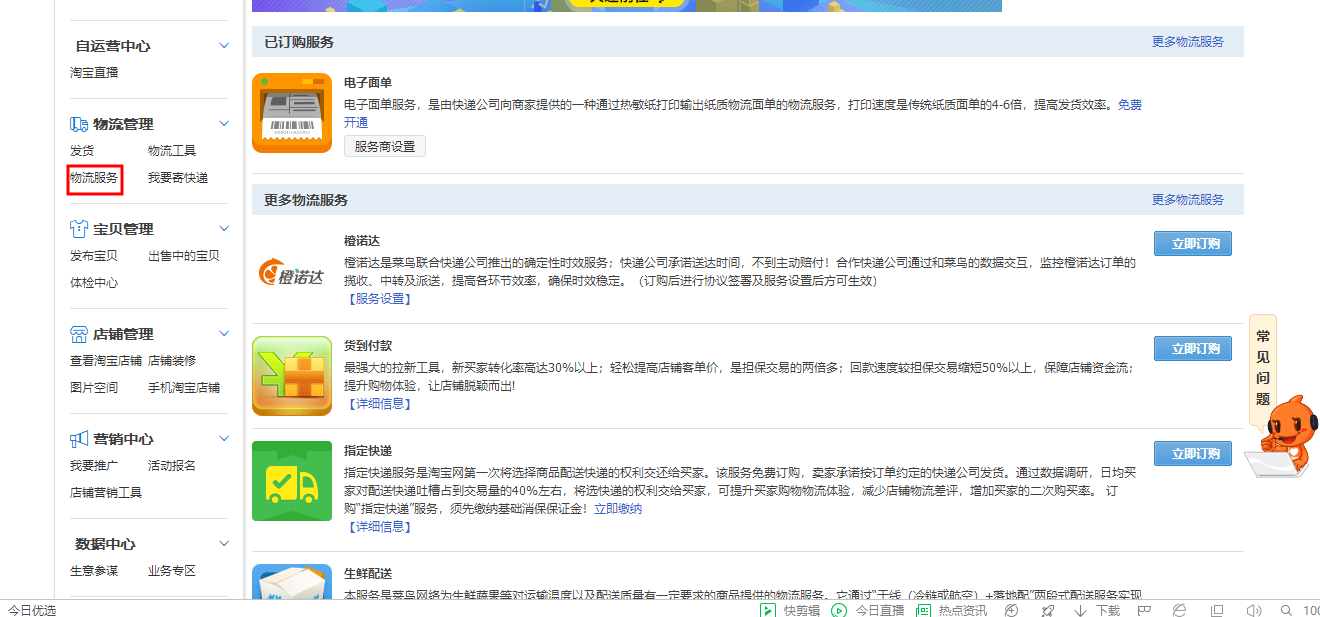 自运营中心
淘宝直播
物流管理
发货 物流工具
物流服务 我要寄快递
宝贝管理
发布宝贝 出售中的宝贝
体检中心
店铺管理
查看淘宝店铺 店铺装修
图片空间 手机淘宝店铺
营销中心
我要推广 活动报名
店铺营销工具
数据中心
生意参谋 业务专区
已订购服务 更多物流服务
电子面单
电子面单服务，是由快递公司向商家提供的一种通过热敏纸打印输出纸质物流面单的物流服务，打印速度是传统纸质面单的4-6倍，提高发货效率。免费
开通
服务商设置
更多物流服务 更多物流服务
橙诺达
橙诺达 立即订购
橙诺达是菜鸟联合快递公司推出的确定性时效服务；快递公司承诺送达时间，不到主动赔付！合作快递公司通过和菜鸟的数据交互，监控橙诺达订单的
揽收、中转及派送，提高各环节效率，确保时效稳定。（订购后进行协议签署及服务设置后方可生效）
【服务设置】
货到付款 立即订购
最强大的拉新工具，新买家转化率高达30%以上；轻松提高店铺客单价，是担保交易的两倍多；回款速度较担保交易缩短50%以上，保障店铺资金流；
提升购物体验，让店铺脱颖而出!
【详细信息】
指定快递 立即订购
指定快递服务是淘宝网第一次将选择商品配送快递的权利交还给买家。该服务免费订购，卖家承诺按订单约定的快递公司发货。通过数据调研，日均买
家对配送快递吐槽占到交易量的40%左右，将选快递的权利交给买家，可提升买家购物物流体验，减少店铺物流差评，增加买家的二次购买率。 订
购“指定快递”服务，须先缴纳基础消保保证金！立即缴纳
【详细信息】
生鲜配送
本服务是菜鸟网络为生鲜蔬果等对运输温度以及配送质量有一定要求的商品提供的物流服务。它通过“干线（冷链或航空）+落地配”两段式配送服务实现
常
见
问
题
今日优选 快剪辑 今日直播 热点资讯 下载 100